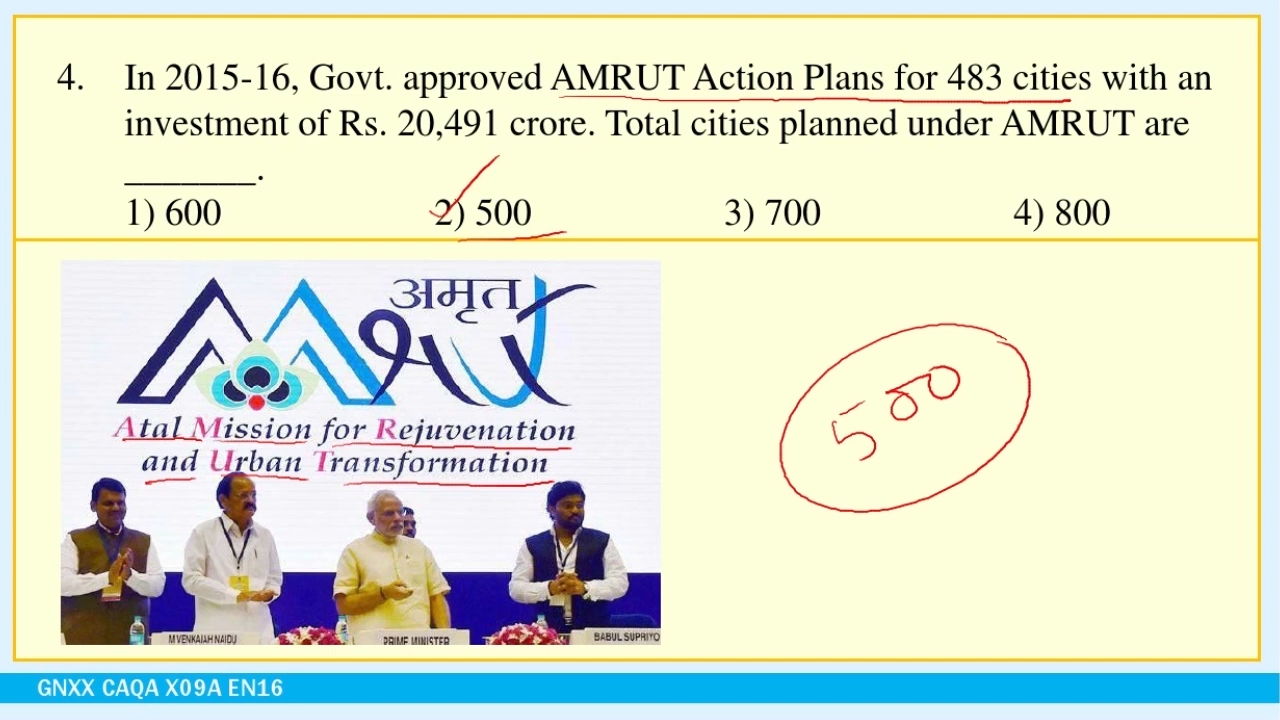 4. In 2015-16, Govt. approved AMRUT Action Plans for 483 cities with an
investment of Rs. 20,491 crore. Total cities planned under AMRUT are
_______.
1) 600 2) 500 3) 700 4) 800
अमृत
AMRUT
Atal Mission for Rejuvenation
and Urban Transformation
500
M VENKAIAH NAIDU PRIME MINISTER BABUL SUPRIYO
GNXX CAQA X09A EN16